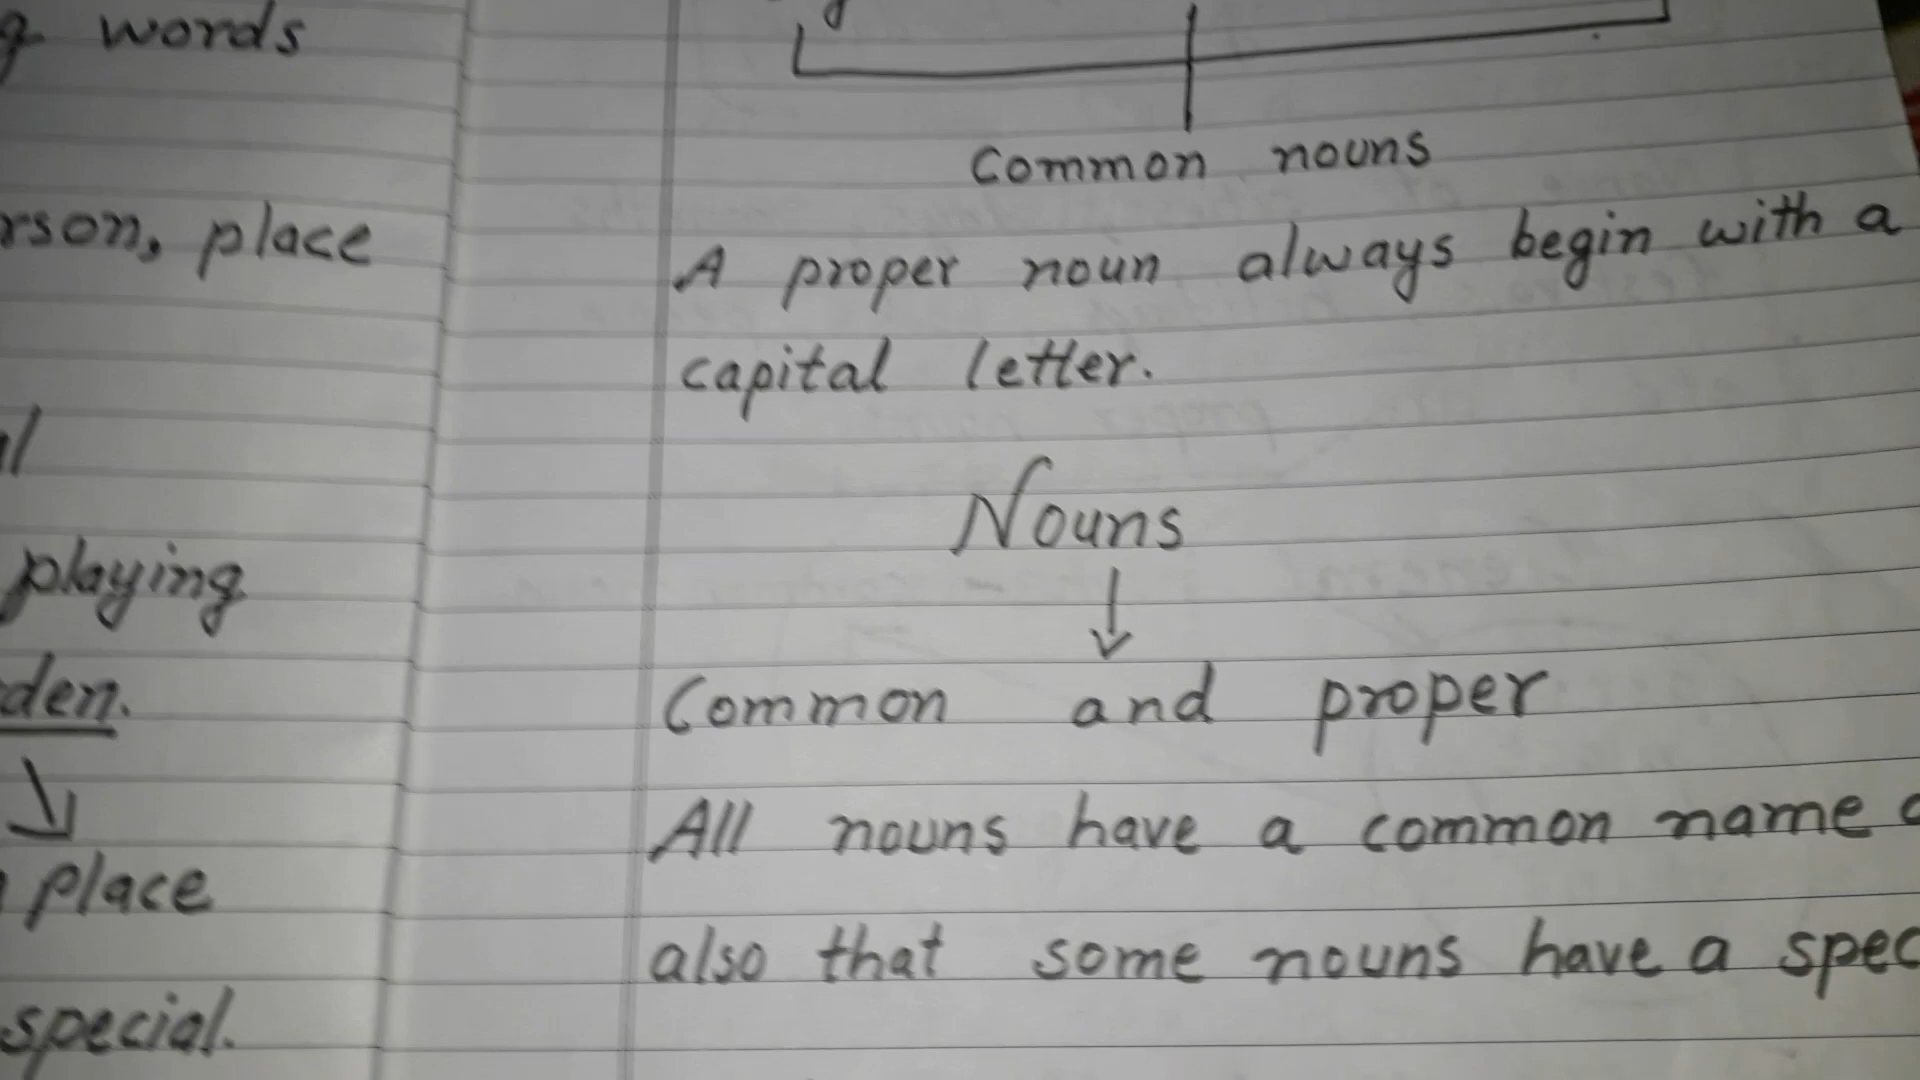 words
place
playing
den.
place
special.
Common nouns
A proper noun always begin with a
capital letter.
Nouns
Common and proper
All nouns have a common name
also that some nouns have a spec